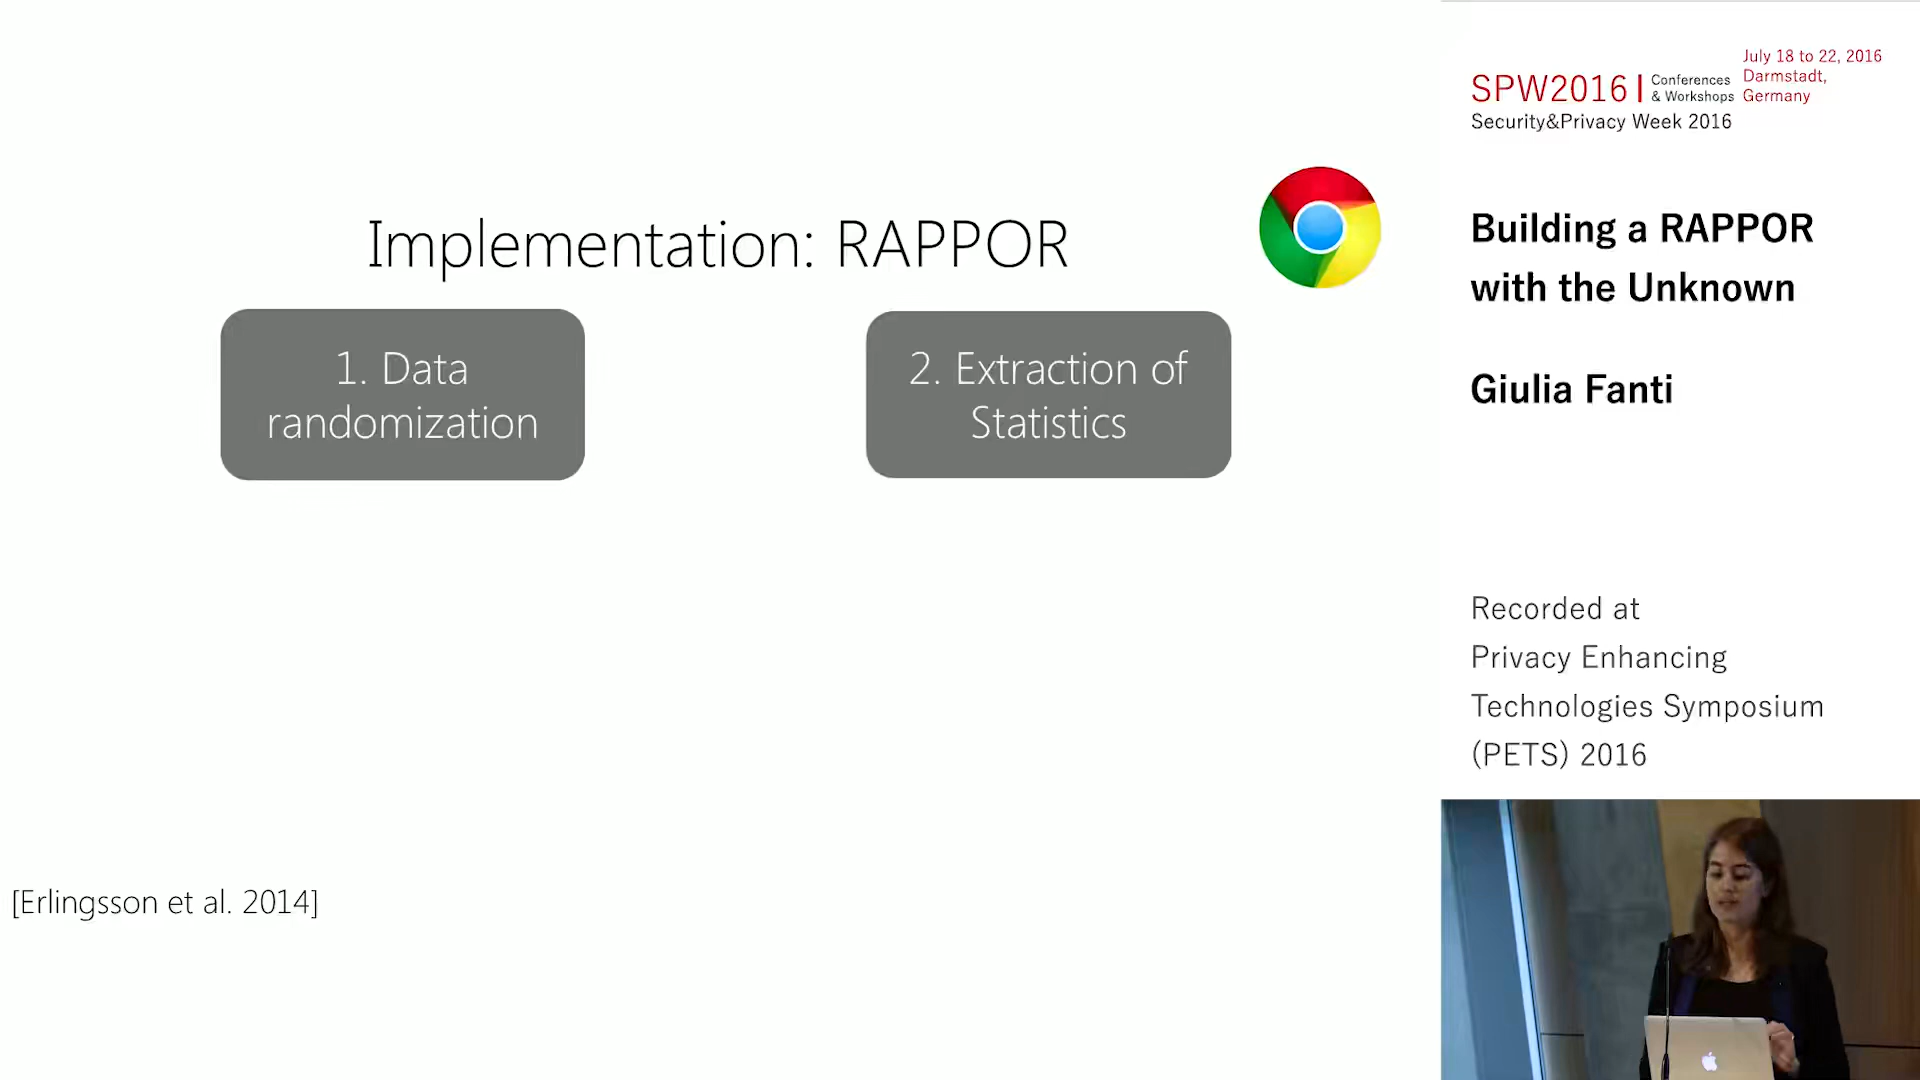 Implementation: RAPPOR
1. Data
randomization
2. Extraction of
Statistics
[Erlingsson et al. 2014]
SPW2016 | Conferences
& Workshops
July 18 to 22, 2016
Darmstadt,
Germany
Security&Privacy Week 2016
Building a RAPPOR
with the Unknown
Giulia Fanti
Recorded at
Privacy Enhancing
Technologies Symposium
(PETS) 2016